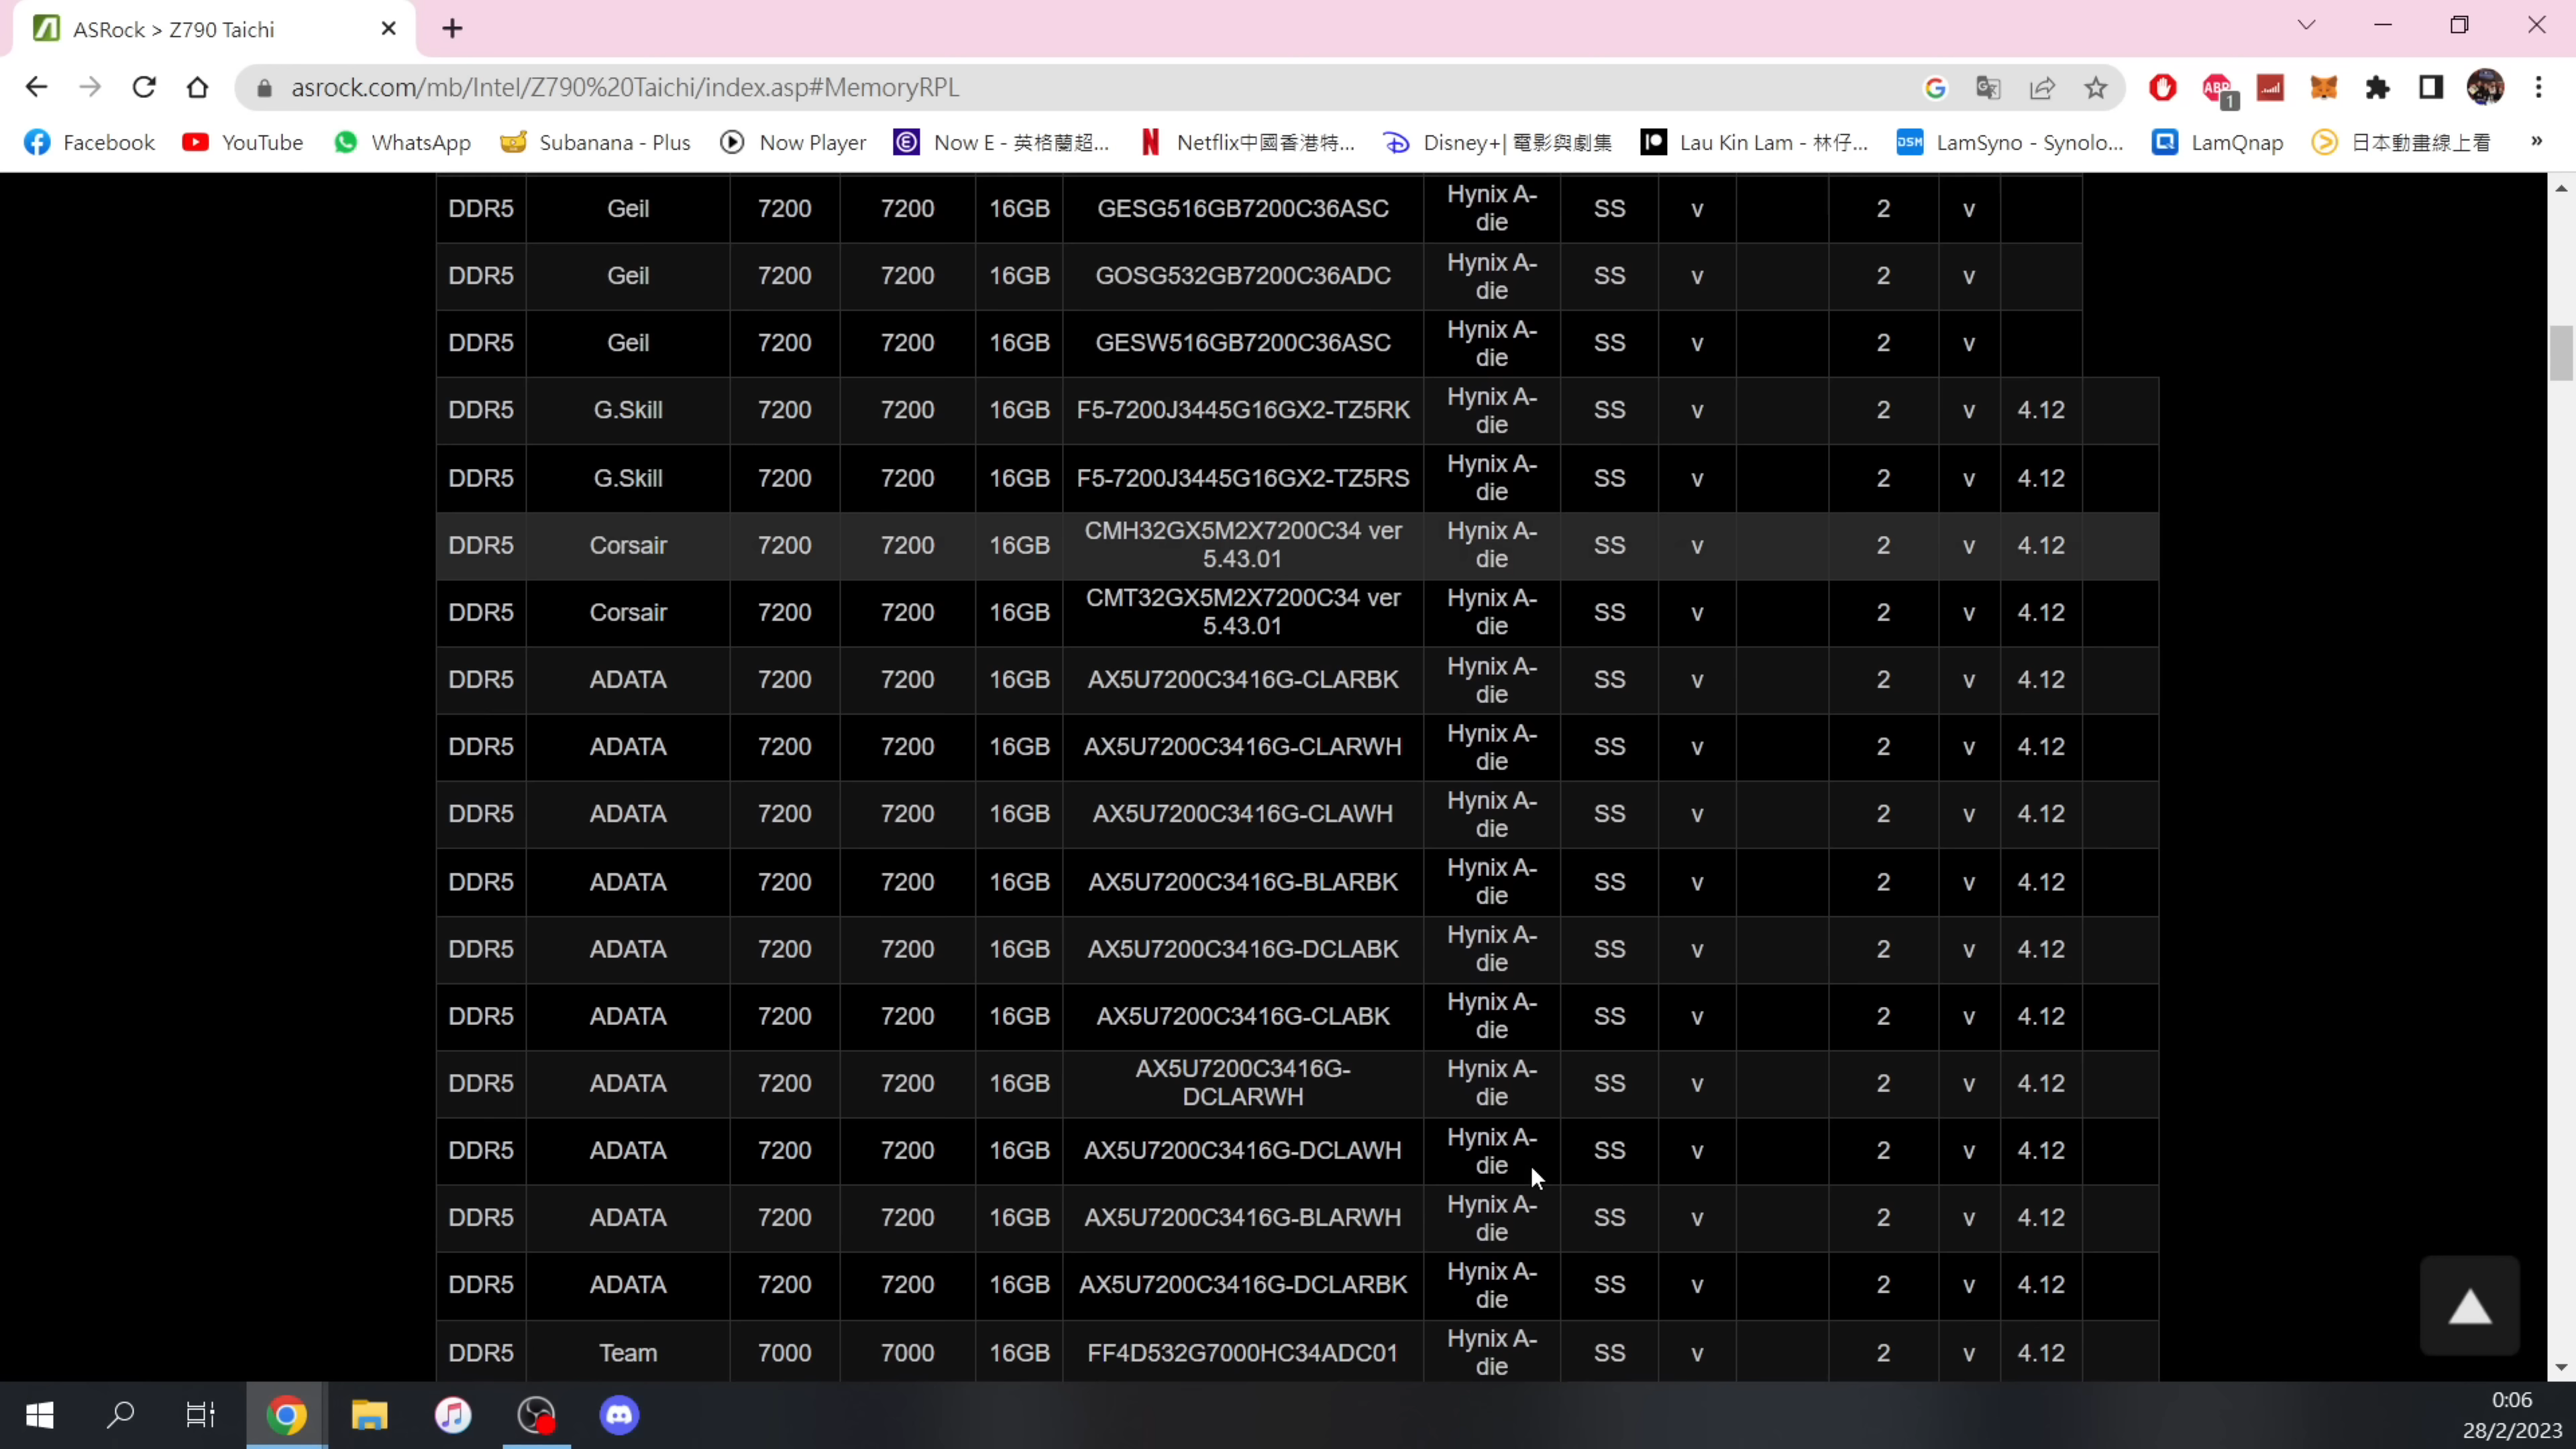 ASRock > Z790 Taichi
asrock.com/mb/Intel/Z790%20Taichi/index.asp#MemoryRPL
ABP 1
Facebook YouTube WhatsApp Subanana - Plus Now Player Now E - 英格蘭超... Netflix中國香港特... Disney+| 電影與劇集 Lau Kin Lam - 林仔... DSM LamSyno - Synolo... LamQnap 日本動畫線上看 »
DDR5 Geil 7200 7200 16GB GESG516GB7200C36ASC Hynix A-
die SS v 2 v
DDR5 Geil 7200 7200 16GB GOSG532GB7200C36ADC Hynix A-
die SS v 2 v
DDR5 Geil 7200 7200 16GB GESW516GB7200C36ASC Hynix A-
die SS v 2 v
DDR5 G.Skill 7200 7200 16GB F5-7200J3445G16GX2-TZ5RK Hynix A-
die SS v 2 v 4.12
DDR5 G.Skill 7200 7200 16GB F5-7200J3445G16GX2-TZ5RS Hynix A-
die SS v 2 v 4.12
DDR5 Corsair 7200 7200 16GB CMH32GX5M2X7200C34 ver
5.43.01 Hynix A-
die SS v 2 v 4.12
DDR5 Corsair 7200 7200 16GB CMT32GX5M2X7200C34 ver
5.43.01 Hynix A-
die SS v 2 v 4.12
DDR5 ADATA 7200 7200 16GB AX5U7200C3416G-CLARBK Hynix A-
die SS v 2 v 4.12
DDR5 ADATA 7200 7200 16GB AX5U7200C3416G-CLARWH Hynix A-
die SS v 2 v 4.12
DDR5 ADATA 7200 7200 16GB AX5U7200C3416G-CLAWH Hynix A-
die SS v 2 v 4.12
DDR5 ADATA 7200 7200 16GB AX5U7200C3416G-BLARBK Hynix A-
die SS v 2 v 4.12
DDR5 ADATA 7200 7200 16GB AX5U7200C3416G-DCLABK Hynix A-
die SS v 2 v 4.12
DDR5 ADATA 7200 7200 16GB AX5U7200C3416G-CLABK Hynix A-
die SS v 2 v 4.12
DDR5 ADATA 7200 7200 16GB AX5U7200C3416G-
DCLARWH Hynix A-
die SS v 2 v 4.12
DDR5 ADATA 7200 7200 16GB AX5U7200C3416G-DCLAWH Hynix A-
die SS v 2 v 4.12
DDR5 ADATA 7200 7200 16GB AX5U7200C3416G-BLARWH Hynix A-
die SS v 2 v 4.12
DDR5 ADATA 7200 7200 16GB AX5U7200C3416G-DCLARBK Hynix A-
die SS v 2 v 4.12
DDR5 Team 7000 7000 16GB FF4D532G7000HC34ADC01 Hynix A-
die SS v 2 v 4.12
0:06
28/2/2023